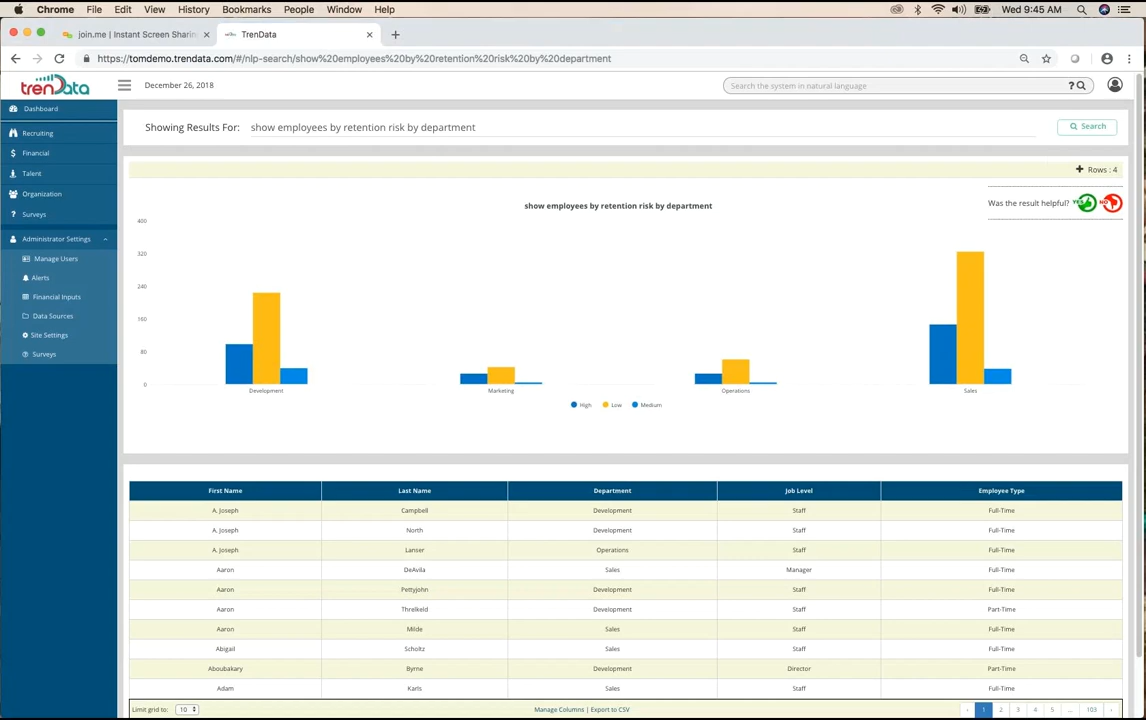 Chrome File Edit View History Bookmarks People Window Help Wed 9:45 AM
join.me | Instant Screen Sharin × TrenData × +
https://tomdemo.trendata.com/#/nlp-search/show%20employees%20by%20retention%20risk%20by%20department
trenData December 26, 2018 Search the system in natural language ?
Dashboard
Recruiting
Financial
Talent
Organization
Surveys
Administrator Settings -
Manage Users
Alerts
Financial Inputs
Data Sources
Site Settings
Surveys
Showing Results For: show employees by retention risk by department Search
+ Rows : 4
Was the result helpful? YES NO
show employees by retention risk by department
400
320
240
160
80
0
Development Marketing Operations Sales
High Low Medium
First Name Last Name Department Job Level Employee Type
A. Joseph Campbell Development Staff Full-Time
A. Joseph North Development Staff Full-Time
A. Joseph Lanser Operations Staff Full-Time
Aaron DeAvila Sales Manager Full-Time
Aaron Pettyjohn Development Staff Full-Time
Aaron Threlkeld Development Staff Part-Time
Aaron Milde Sales Staff Full-Time
Abigail Scholtz Sales Staff Full-Time
Aboubakary Byrne Development Director Part-Time
Adam Karls Sales Staff Full-Time
Limit grid to: 10 Manage Columns | Export to CSV ‹ 1 2 3 4 5 ... 103 ›